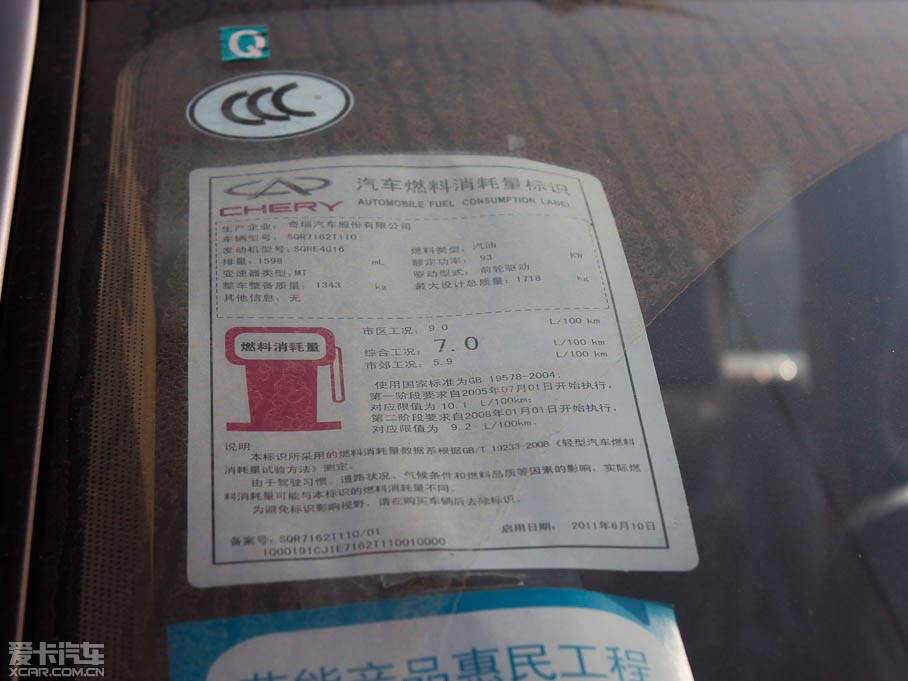 Q
CCC
CHERY
汽车燃料消耗量标识
AUTOMOBILE FUEL CONSUMPTION LABEL
生产企业: 奇瑞汽车股份有限公司
车辆型号: SQR7162T110
发动机型号: SQRE4G16 燃料类型: 汽油
排量: 1598 mL 额定功率: 93 KW
变速器类型: MT 驱动型式: 前轮驱动
整车整备质量: 1343 kg 最大设计总质量: 1718 kg
其他信息: 无
燃料消耗量
市区工况: 9.0 L/100 km
综合工况: 7.0 L/100 km
市郊工况: 5.9 L/100 km
使用国家标准为GB 19578-2004;
第一阶段要求自2005年07月01日开始执行,
对应限值为 10.1 L/100km;
第二阶段要求自2008年01月01日开始执行,
对应限值为 9.2 L/100km.
说明
本标识所采用的燃料消耗量数据系根据GB/T 19233-2008《轻型汽车燃料
消耗量试验方法》测定.
由于驾驶习惯、道路状况、气候条件和燃料品质等因素的影响, 实际燃
料消耗量可能与本标识的燃料消耗量不同.
为避免标识影响视野, 请在购买车辆后去除标识.
备案号: SQR7162T110/01 启用日期: 2011年6月10日
1000191CJ1E7162T110010000
节能产品惠民工程
爱卡汽车
XCAR.COM.CN